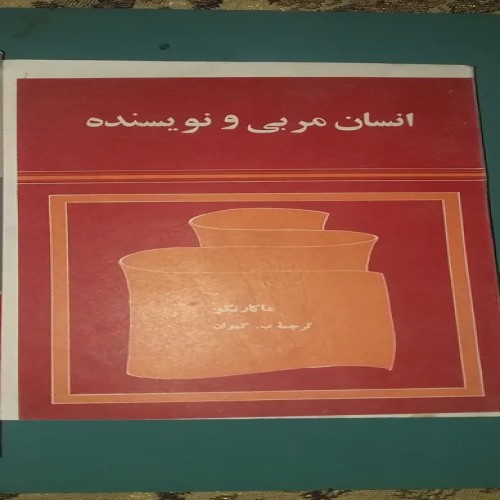 انسان مربی و نویسنده
ماکارنکو
ترجمهٔ ب. کیوان